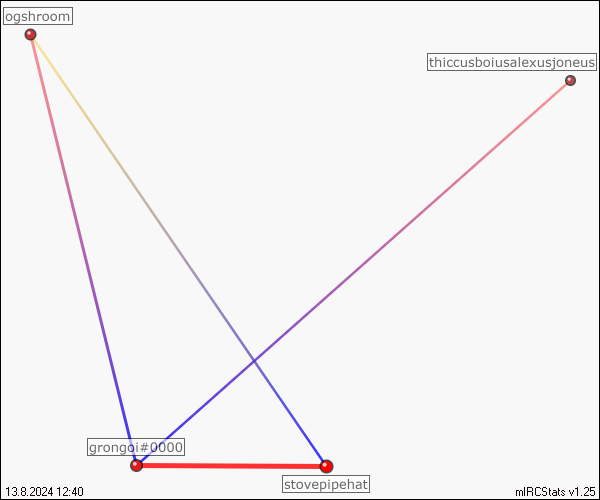 ogshroom
thiccusboiusalexusjoneus
grongoi#0000
stovepipehat
13.8.2024 12:40
mIRCStats v1.25